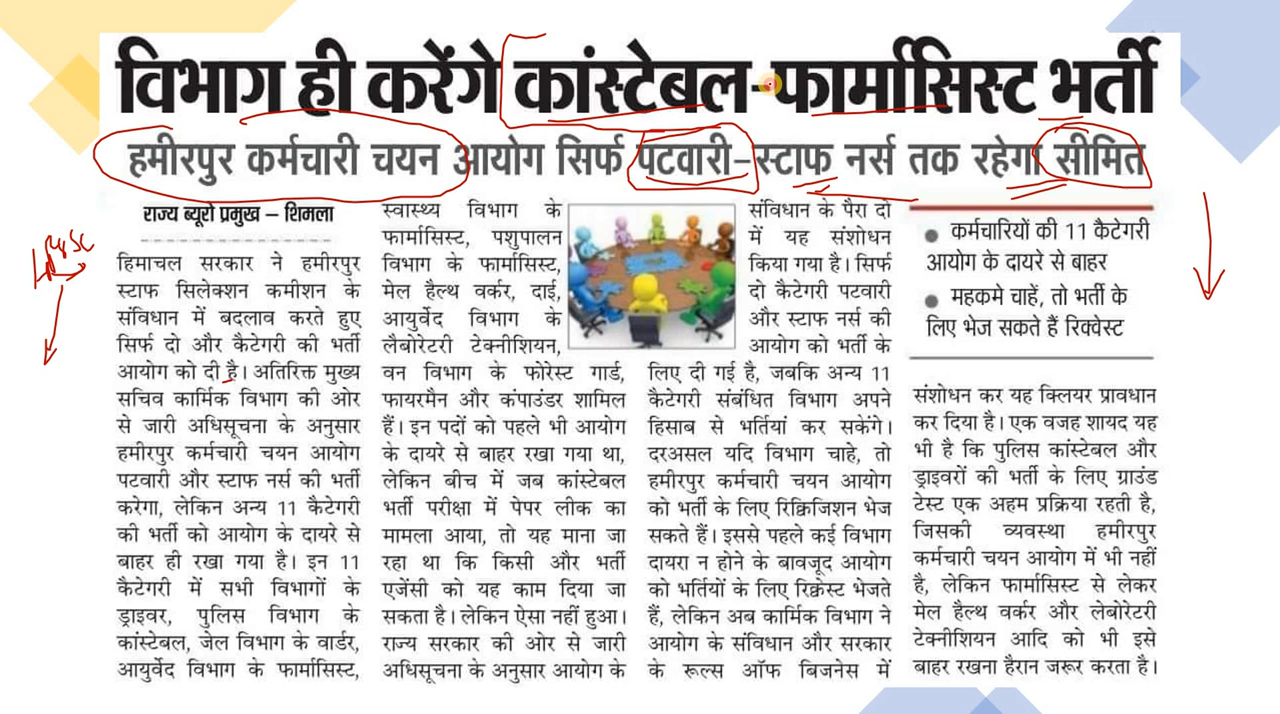 विभाग ही करेंगे कांस्टेबल-फार्मासिस्ट भर्ती
हमीरपुर कर्मचारी चयन आयोग सिर्फ पटवारी-स्टाफ नर्स तक रहेगा सीमित
राज्य ब्यूरो प्रमुख – शिमला
हिमाचल सरकार ने हमीरपुर
स्टाफ सिलेक्शन कमीशन के
संविधान में बदलाव करते हुए
सिर्फ दो और कैटेगरी की भर्ती
आयोग को दी है। अतिरिक्त मुख्य
सचिव कार्मिक विभाग की ओर
से जारी अधिसूचना के अनुसार
हमीरपुर कर्मचारी चयन आयोग
पटवारी और स्टाफ नर्स की भर्ती
करेगा, लेकिन अन्य 11 कैटेगरी
की भर्ती को आयोग के दायरे से
बाहर ही रखा गया है। इन 11
कैटेगरी में सभी विभागों के
ड्राइवर, पुलिस विभाग के
कांस्टेबल, जेल विभाग के वार्डर,
आयुर्वेद विभाग के फार्मासिस्ट,
स्वास्थ्य विभाग के
फार्मासिस्ट, पशुपालन
विभाग के फार्मासिस्ट,
मेल हैल्थ वर्कर, दाई,
आयुर्वेद विभाग के
लैबोरेटरी टेक्नीशियन,
वन विभाग के फोरेस्ट गार्ड,
फायरमैन और कंपाउंडर शामिल
हैं। इन पदों को पहले भी आयोग
के दायरे से बाहर रखा गया था,
लेकिन बीच में जब कांस्टेबल
भर्ती परीक्षा में पेपर लीक का
मामला आया, तो यह माना जा
रहा था कि किसी और भर्ती
एजेंसी को यह काम दिया जा
सकता है। लेकिन ऐसा नहीं हुआ।
राज्य सरकार की ओर से जारी
अधिसूचना के अनुसार आयोग के
संविधान के पैरा दो
में यह संशोधन
किया गया है। सिर्फ
दो कैटेगरी पटवारी
और स्टाफ नर्स की
आयोग को भर्ती के
लिए दी गई है, जबकि अन्य 11
कैटेगरी संबंधित विभाग अपने
हिसाब से भर्तियां कर सकेंगे।
दरअसल यदि विभाग चाहे, तो
हमीरपुर कर्मचारी चयन आयोग
को भर्ती के लिए रिक्विजिशन भेज
सकते हैं। इससे पहले कई विभाग
दायरा न होने के बावजूद आयोग
को भर्तियों के लिए रिक्वेस्ट भेजते
हैं, लेकिन अब कार्मिक विभाग ने
आयोग के संविधान और सरकार
के रूल्स ऑफ बिजनेस में
● कर्मचारियों की 11 कैटेगरी
आयोग के दायरे से बाहर
● महकमे चाहें, तो भर्ती के
लिए भेज सकते हैं रिक्वेस्ट
संशोधन कर यह क्लियर प्रावधान
कर दिया है। एक वजह शायद यह
भी है कि पुलिस कांस्टेबल और
ड्राइवरों की भर्ती के लिए ग्राउंड
टेस्ट एक अहम प्रक्रिया रहती है,
जिसकी व्यवस्था हमीरपुर
कर्मचारी चयन आयोग में भी नहीं
है, लेकिन फार्मासिस्ट से लेकर
मेल हैल्थ वर्कर और लेबोरेटरी
टेक्नीशियन आदि को भी इसे
बाहर रखना हैरान जरूर करता है।